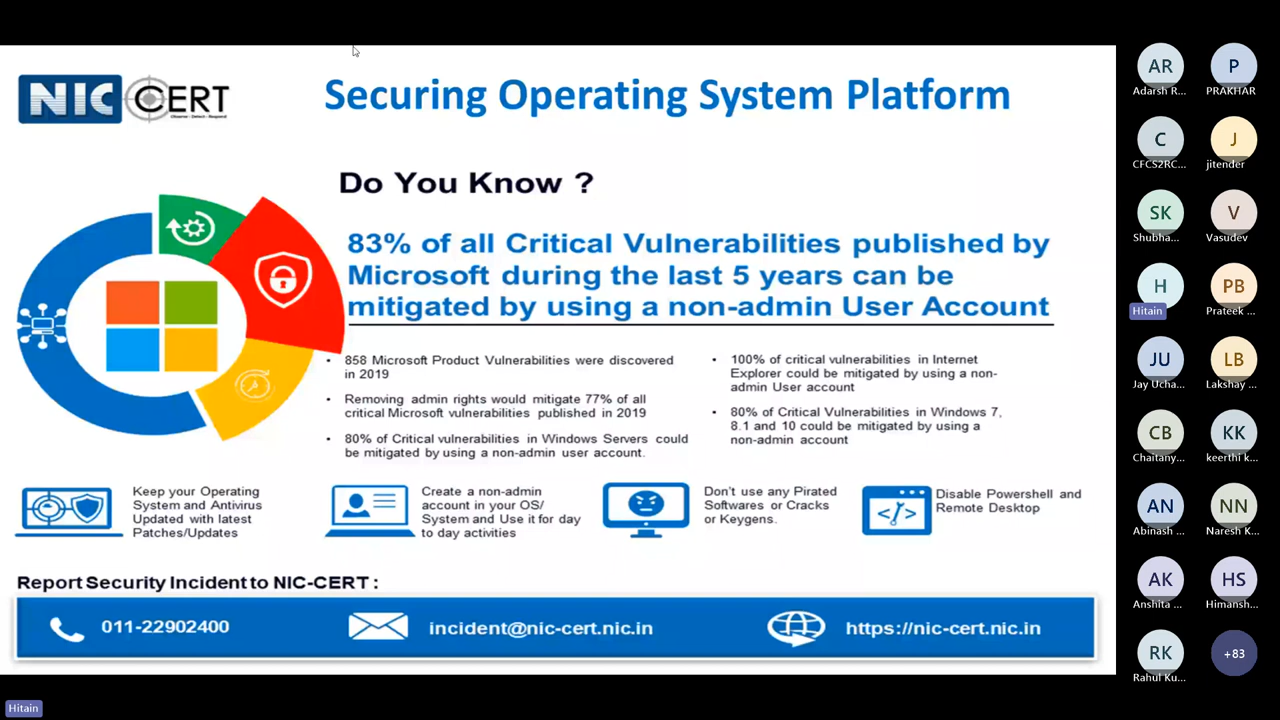 NIC CERT
Observe - Detect - Respond
Securing Operating System Platform
Do You Know ?
83% of all Critical Vulnerabilities published by
Microsoft during the last 5 years can be
mitigated by using a non-admin User Account
• 858 Microsoft Product Vulnerabilities were discovered
in 2019
• Removing admin rights would mitigate 77% of all
critical Microsoft vulnerabilities published in 2019
• 80% of Critical vulnerabilities in Windows Servers could
be mitigated by using a non-admin user account.
• 100% of critical vulnerabilities in Internet
Explorer could be mitigated by using a non-
admin User account
• 80% of Critical Vulnerabilities in Windows 7,
8.1 and 10 could be mitigated by using a
non-admin account
Keep your Operating
System and Antivirus
Updated with latest
Patches/Updates
Create a non-admin
account in your OS/
System and Use it for day
to day activities
Don't use any Pirated
Softwares or Cracks
or Keygens.
</>
Disable Powershell and
Remote Desktop
Report Security Incident to NIC-CERT :
011-22902400
incident@nic-cert.nic.in
https://nic-cert.nic.in
AR
Adarsh R...
P
PRAKHAR
C
CFCS2RC...
J
jitender
SK
Shubha...
V
Vasudev
H
Hitain
PB
Prateek ...
JU
Jay Ucha...
LB
Lakshay ...
CB
Chaitany...
KK
keerthi k...
AN
Abinash ...
NN
Naresh K...
AK
Anshita ...
HS
Himansh...
RK
Rahul Ku...
+83
Hitain